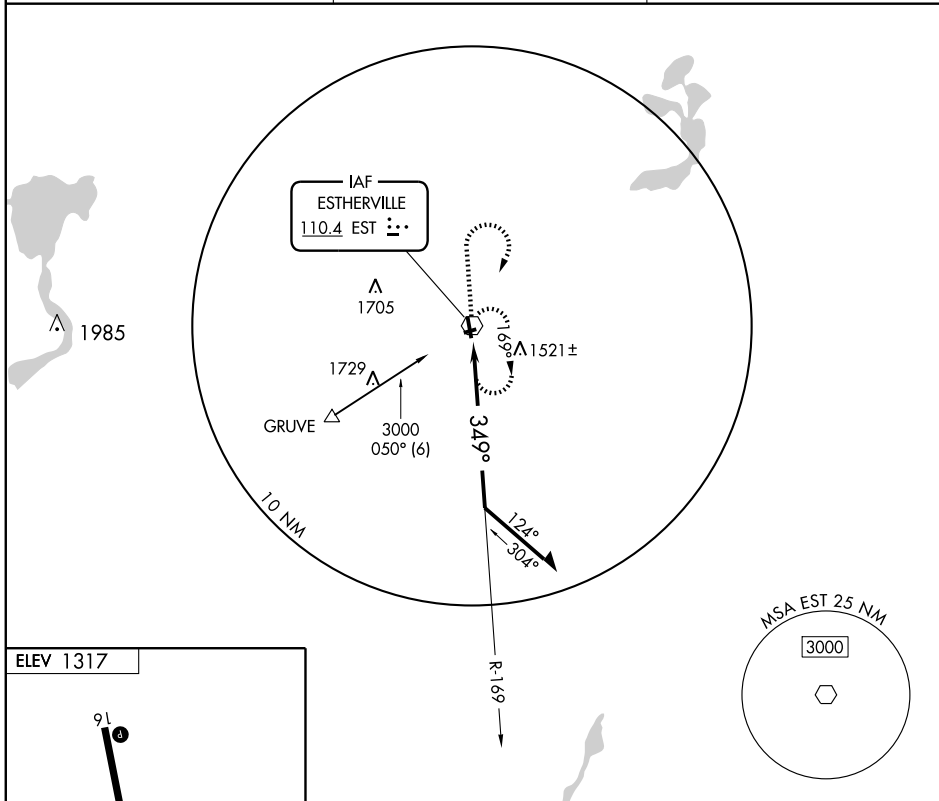 IAF
ESTHERVILLE
110.4 EST
1705
1985
169°
1521±
1729
GRUVE
3000
050° (6)
349°
10 NM
124°
304°
MSA EST 25 NM
3000
R-169
ELEV 1317
16
P